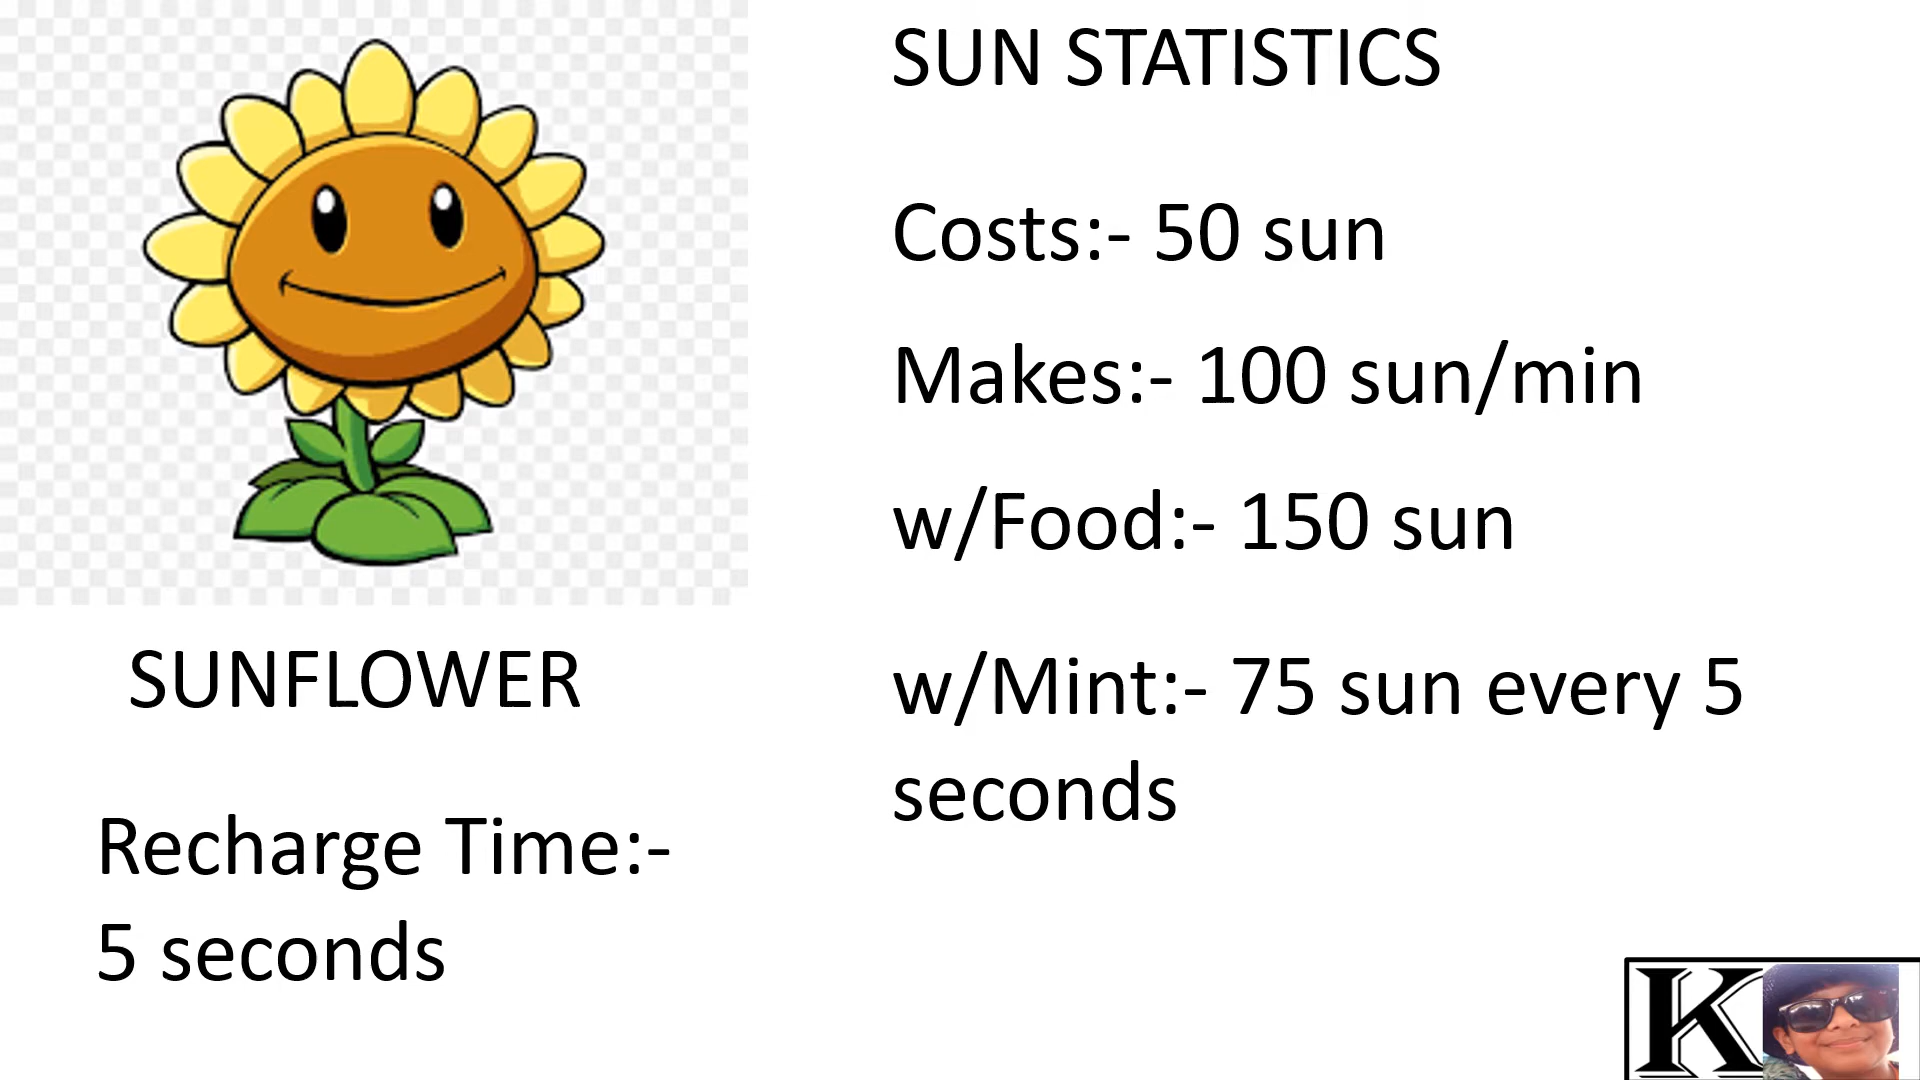 SUN STATISTICS
Costs:- 50 sun
Makes:- 100 sun/min
w/Food:- 150 sun
w/Mint:- 75 sun every 5
seconds
SUNFLOWER
Recharge Time:-
5 seconds
K